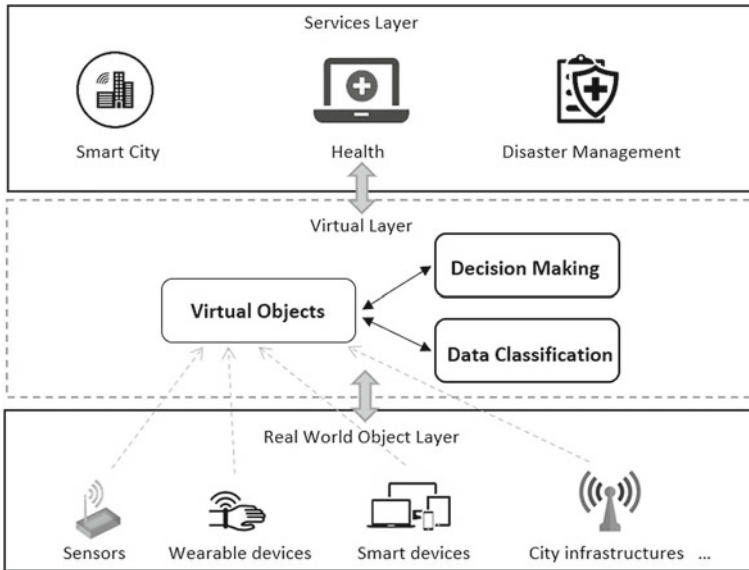 Services Layer
Smart City
Health
Disaster Management
Virtual Layer
Virtual Objects
Decision Making
Data Classification
Real World Object Layer
Sensors
Wearable devices
Smart devices
City infrastructures ...